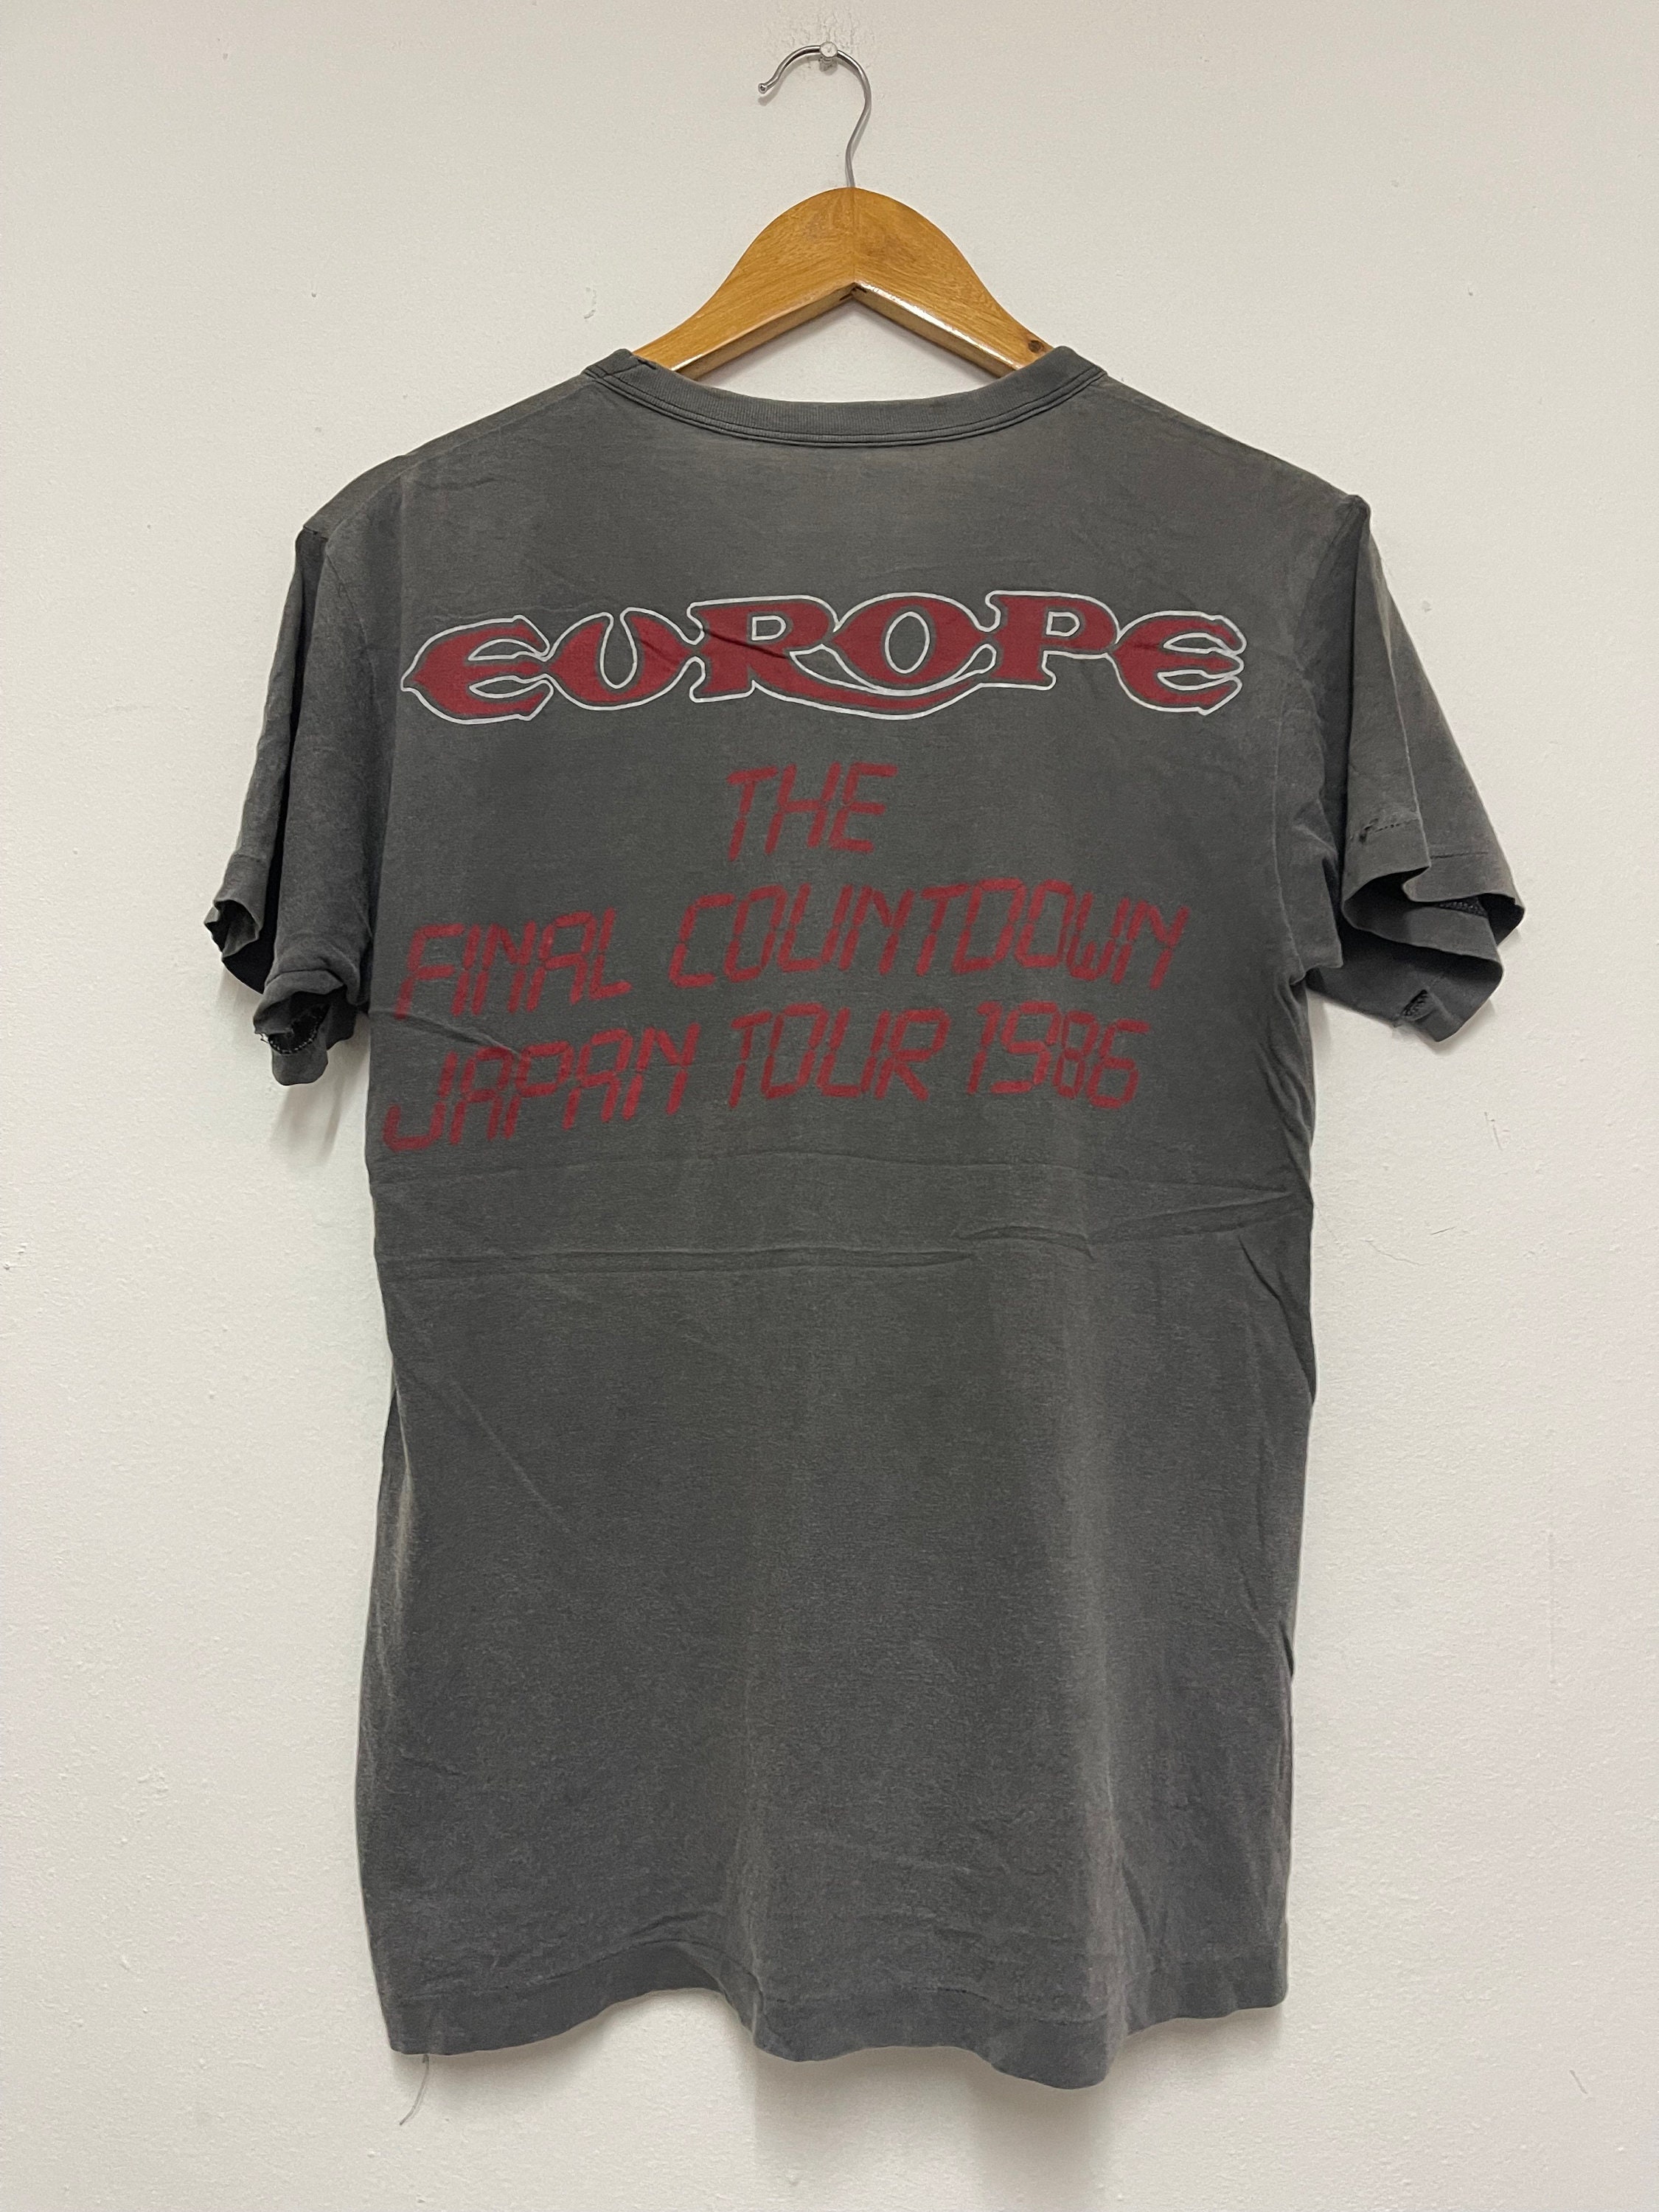 EUROPE
THE
FINAL COUNTDOWN
JAPAN TOUR 1986